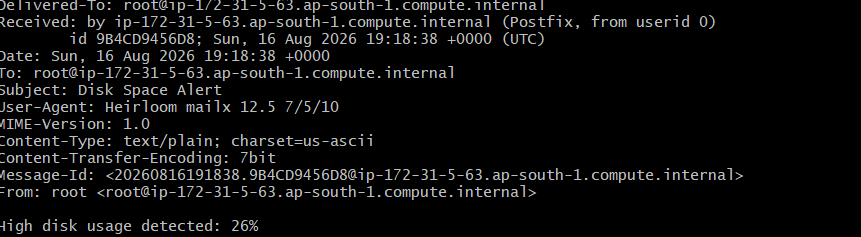 Delivered-To: root@ip-172-31-5-63.ap-south-1.compute.internal
Received: by ip-172-31-5-63.ap-south-1.compute.internal (Postfix, from userid 0)
        id 9B4CD9456D8; Sun, 16 Aug 2026 19:18:38 +0000 (UTC)
Date: Sun, 16 Aug 2026 19:18:38 +0000
To: root@ip-172-31-5-63.ap-south-1.compute.internal
Subject: Disk Space Alert
User-Agent: Heirloom mailx 12.5 7/5/10
MIME-Version: 1.0
Content-Type: text/plain; charset=us-ascii
Content-Transfer-Encoding: 7bit
Message-Id: <20260816191838.9B4CD9456D8@ip-172-31-5-63.ap-south-1.compute.internal>
From: root <root@ip-172-31-5-63.ap-south-1.compute.internal>

High disk usage detected: 26%